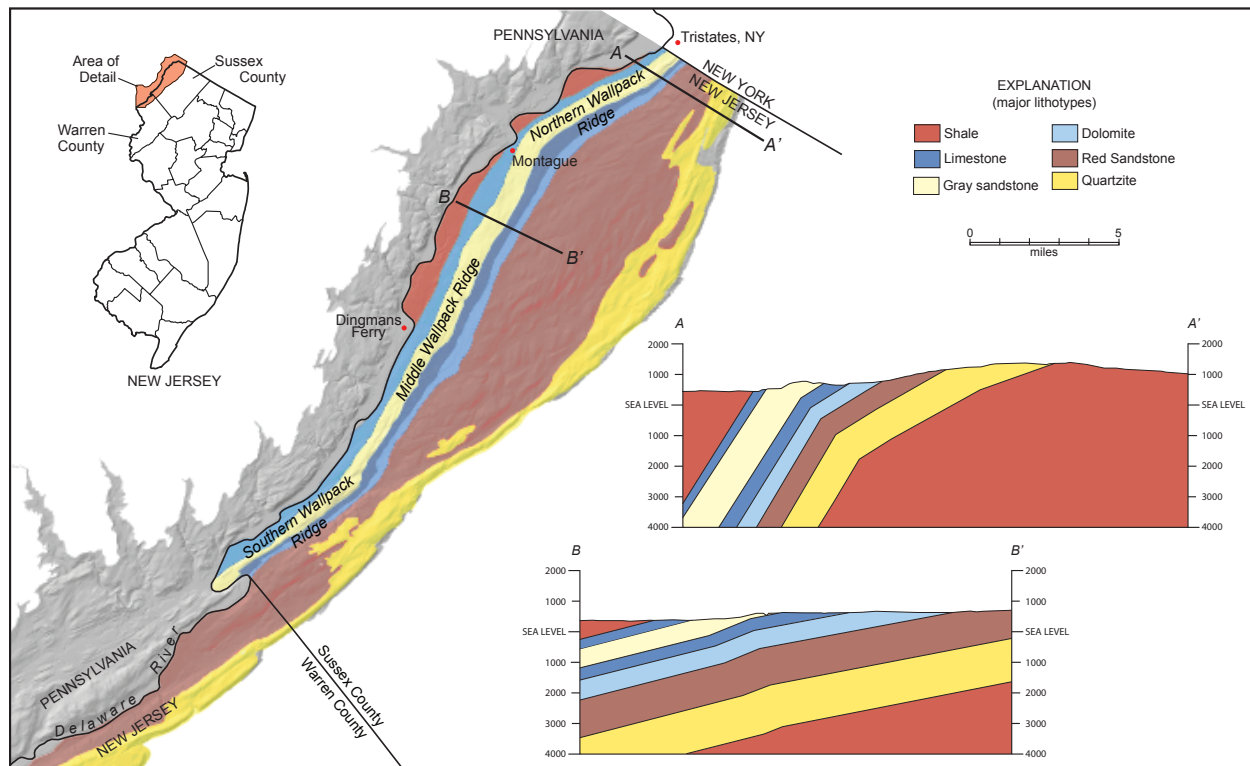 PENNSYLVANIA
Tristates, NY
Area of
Detail
Sussex
County
Warren
County
NEW JERSEY
A
NEW YORK
NEW JERSEY
Northern Wallpack
Ridge
A'
Montague
B
B'
Middle Wallpack Ridge
Dingmans
Ferry
Southern Wallpack
Ridge
PENNSYLVANIA
Delaware River
NEW JERSEY
Sussex County
Warren County
EXPLANATION
(major lithotypes)
Shale
Dolomite
Limestone
Red Sandstone
Gray sandstone
Quartzite
0 5
miles
A A'
2000 2000
1000 1000
SEA LEVEL SEA LEVEL
1000 1000
2000 2000
3000 3000
4000 4000
B B'
2000 2000
1000 1000
SEA LEVEL SEA LEVEL
1000 1000
2000 2000
3000 3000
4000 4000